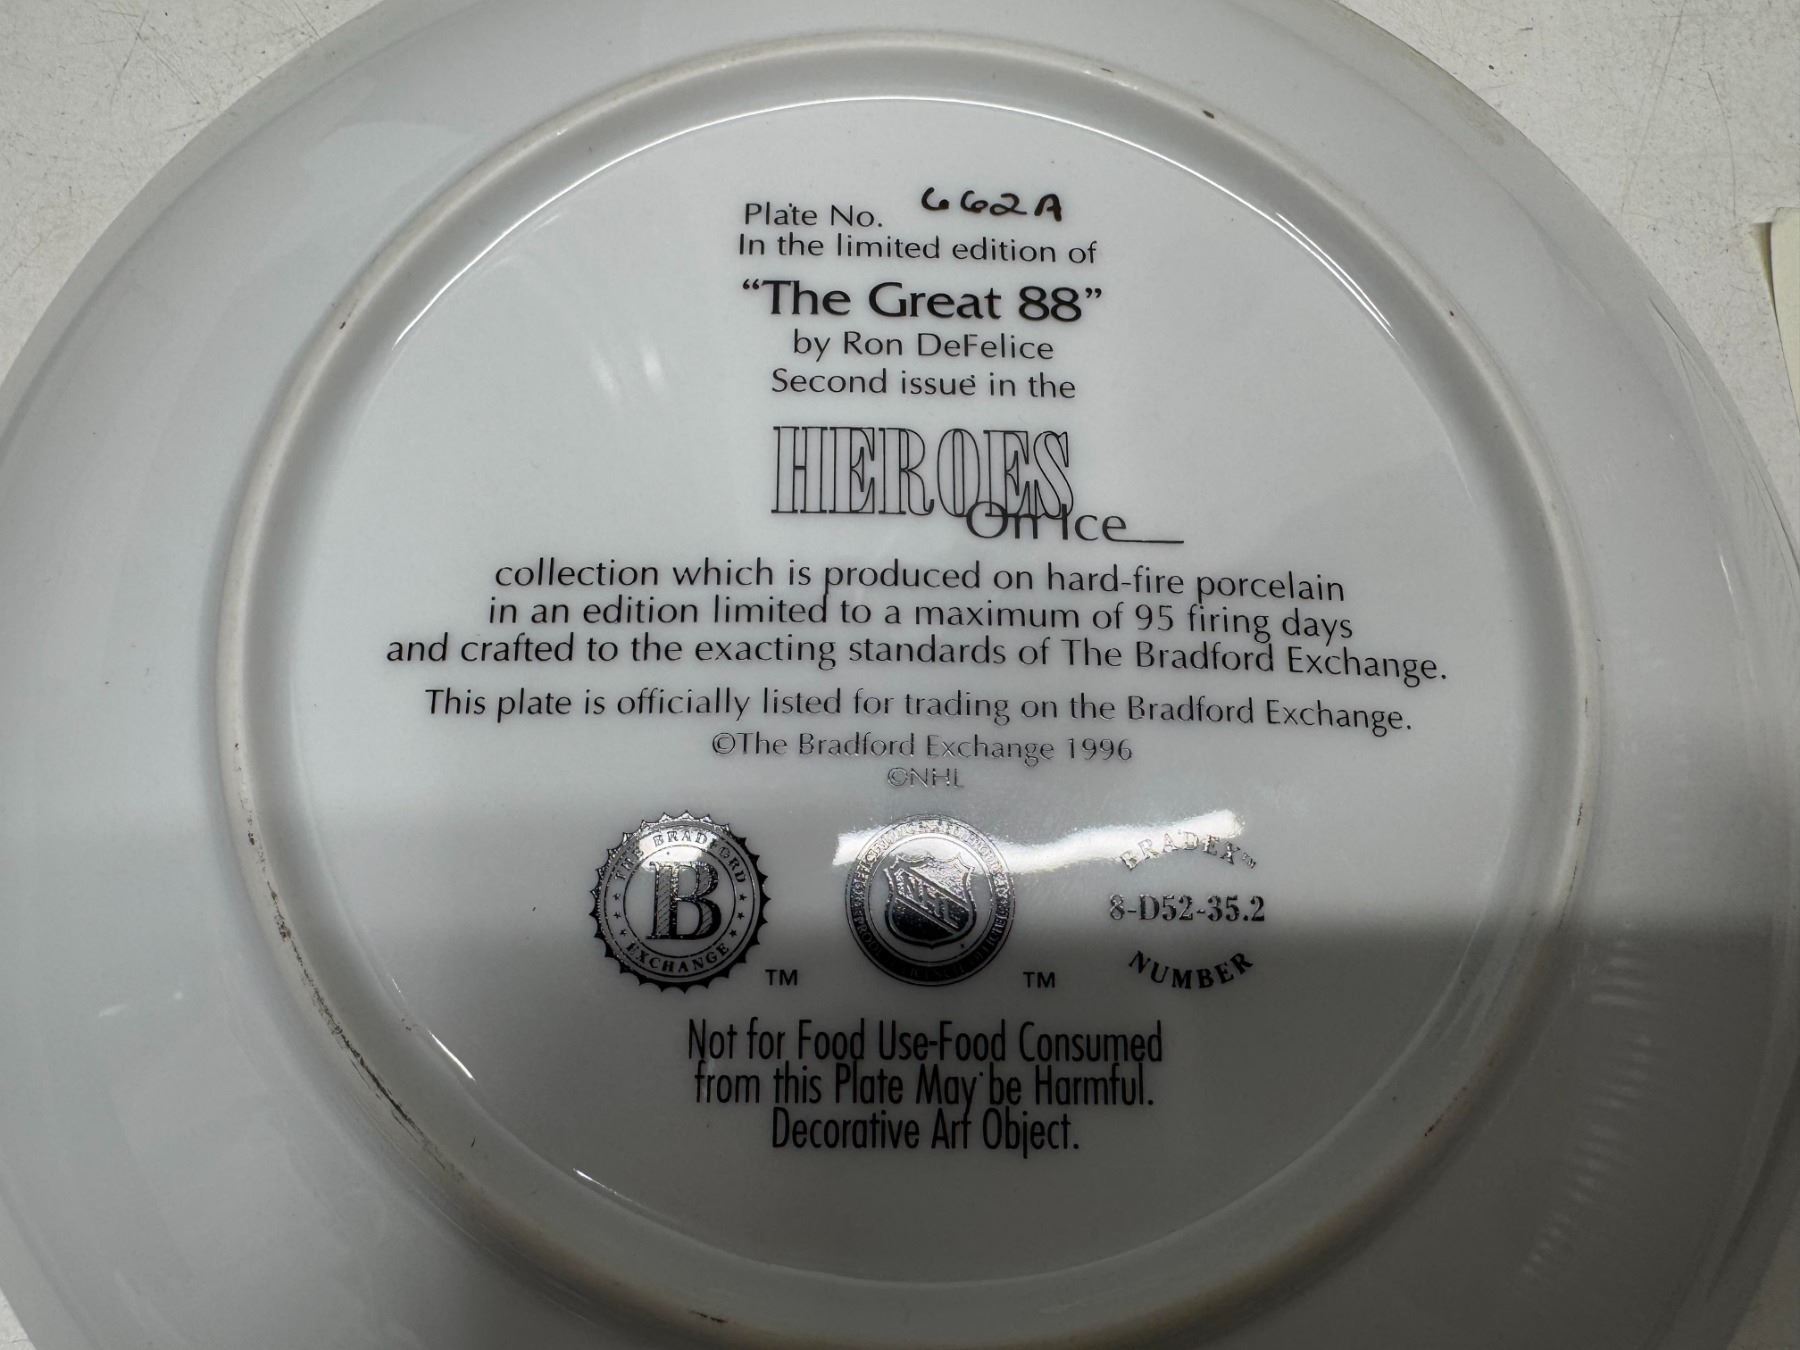 Plate No. 662A
In the limited edition of
“The Great 88”
by Ron DeFelice
Second issue in the
HEROES
On Ice
collection which is produced on hard-fire porcelain
in an edition limited to a maximum of 95 firing days
and crafted to the exacting standards of The Bradford Exchange.
This plate is officially listed for trading on the Bradford Exchange.
©The Bradford Exchange 1996
©NHL
THE BRADFORD
B
EXCHANGE
TM
NHL
TM
BRADEX™
8-D52-35.2
NUMBER
Not for Food Use-Food Consumed
from this Plate May be Harmful.
Decorative Art Object.